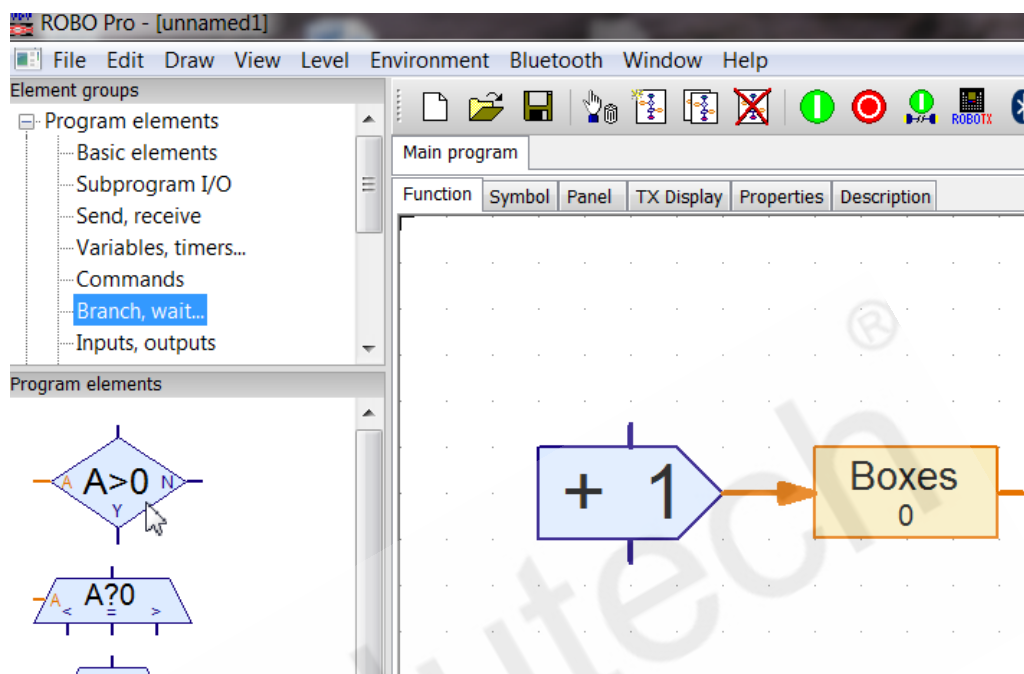 ROBO Pro - [unnamed1]
File Edit Draw View Level Environment Bluetooth Window Help
Element groups
Program elements
Basic elements
Subprogram I/O
Send, receive
Variables, timers...
Commands
Branch, wait...
Inputs, outputs
Program elements
A A>0 N
Y
A A?0
< = >
ROBOTX
Main program
Function Symbol Panel TX Display Properties Description
+ 1
Boxes
0
®
utech